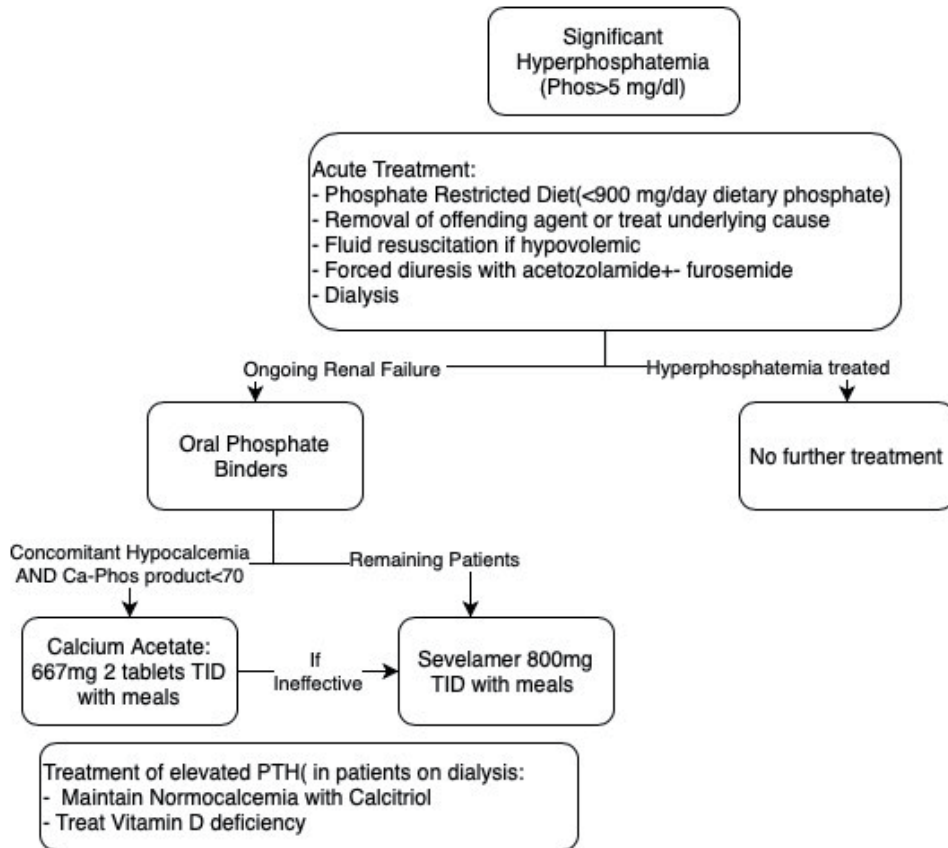 Significant
Hyperphosphatemia
(Phos>5 mg/dl)
Acute Treatment:
- Phosphate Restricted Diet(<900 mg/day dietary phosphate)
- Removal of offending agent or treat underlying cause
- Fluid resuscitation if hypovolemic
- Forced diuresis with acetozolamide+- furosemide
- Dialysis
Ongoing Renal Failure
Hyperphosphatemia treated
Oral Phosphate
Binders
No further treatment
Concomitant Hypocalcemia
AND Ca-Phos product<70
Remaining Patients
Calcium Acetate:
667mg 2 tablets TID
with meals
If
Ineffective
Sevelamer 800mg
TID with meals
Treatment of elevated PTH( in patients on dialysis:
- Maintain Normocalcemia with Calcitriol
- Treat Vitamin D deficiency